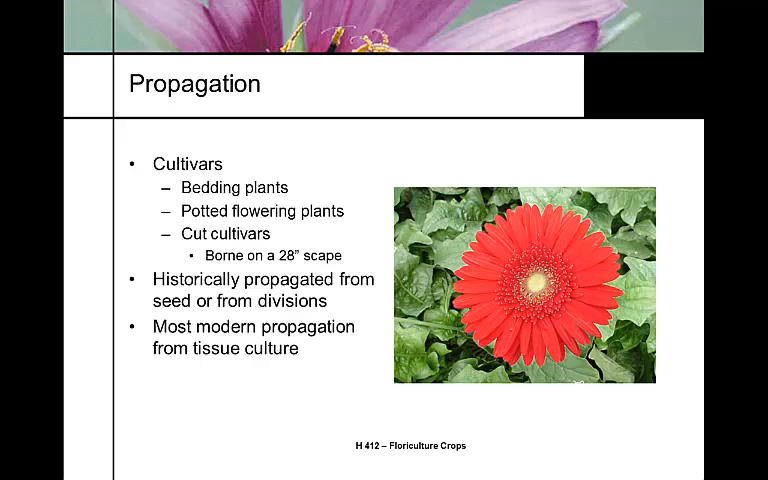 Propagation
• Cultivars
– Bedding plants
– Potted flowering plants
– Cut cultivars
• Borne on a 28” scape
• Historically propagated from
seed or from divisions
• Most modern propagation
from tissue culture
H 412 – Floriculture Crops